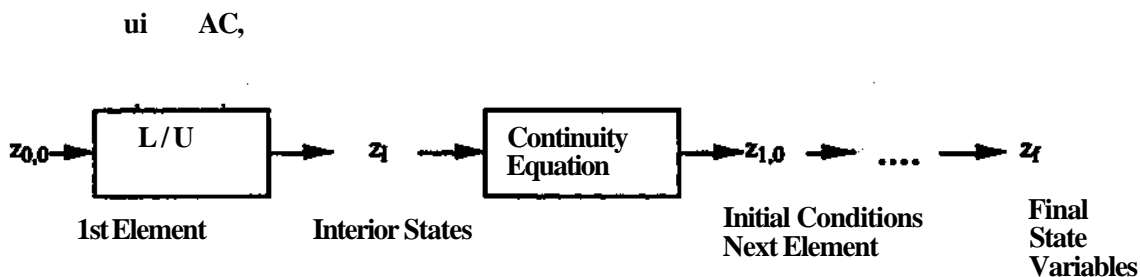 ui AC,
z0,0 L/U zi Continuity Equation z1,0 .... zf
1st Element Interior States Initial Conditions Next Element Final State Variables